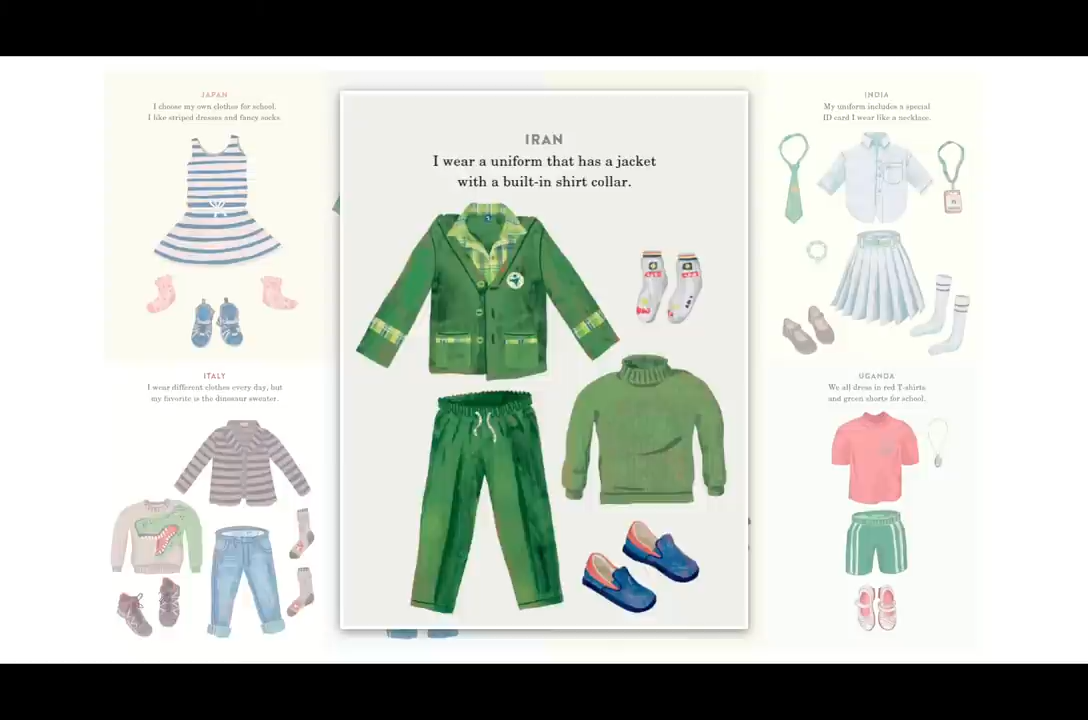 JAPAN
I choose my own clothes for school.
I like striped dresses and fancy socks.
IRAN
I wear a uniform that has a jacket
with a built-in shirt collar.
INDIA
My uniform includes a special
ID card I wear like a necklace.
ITALY
I wear different clothes every day, but
my favorite is the dinosaur sweater.
UGANDA
We all dress in red T-shirts
and green shorts for school.